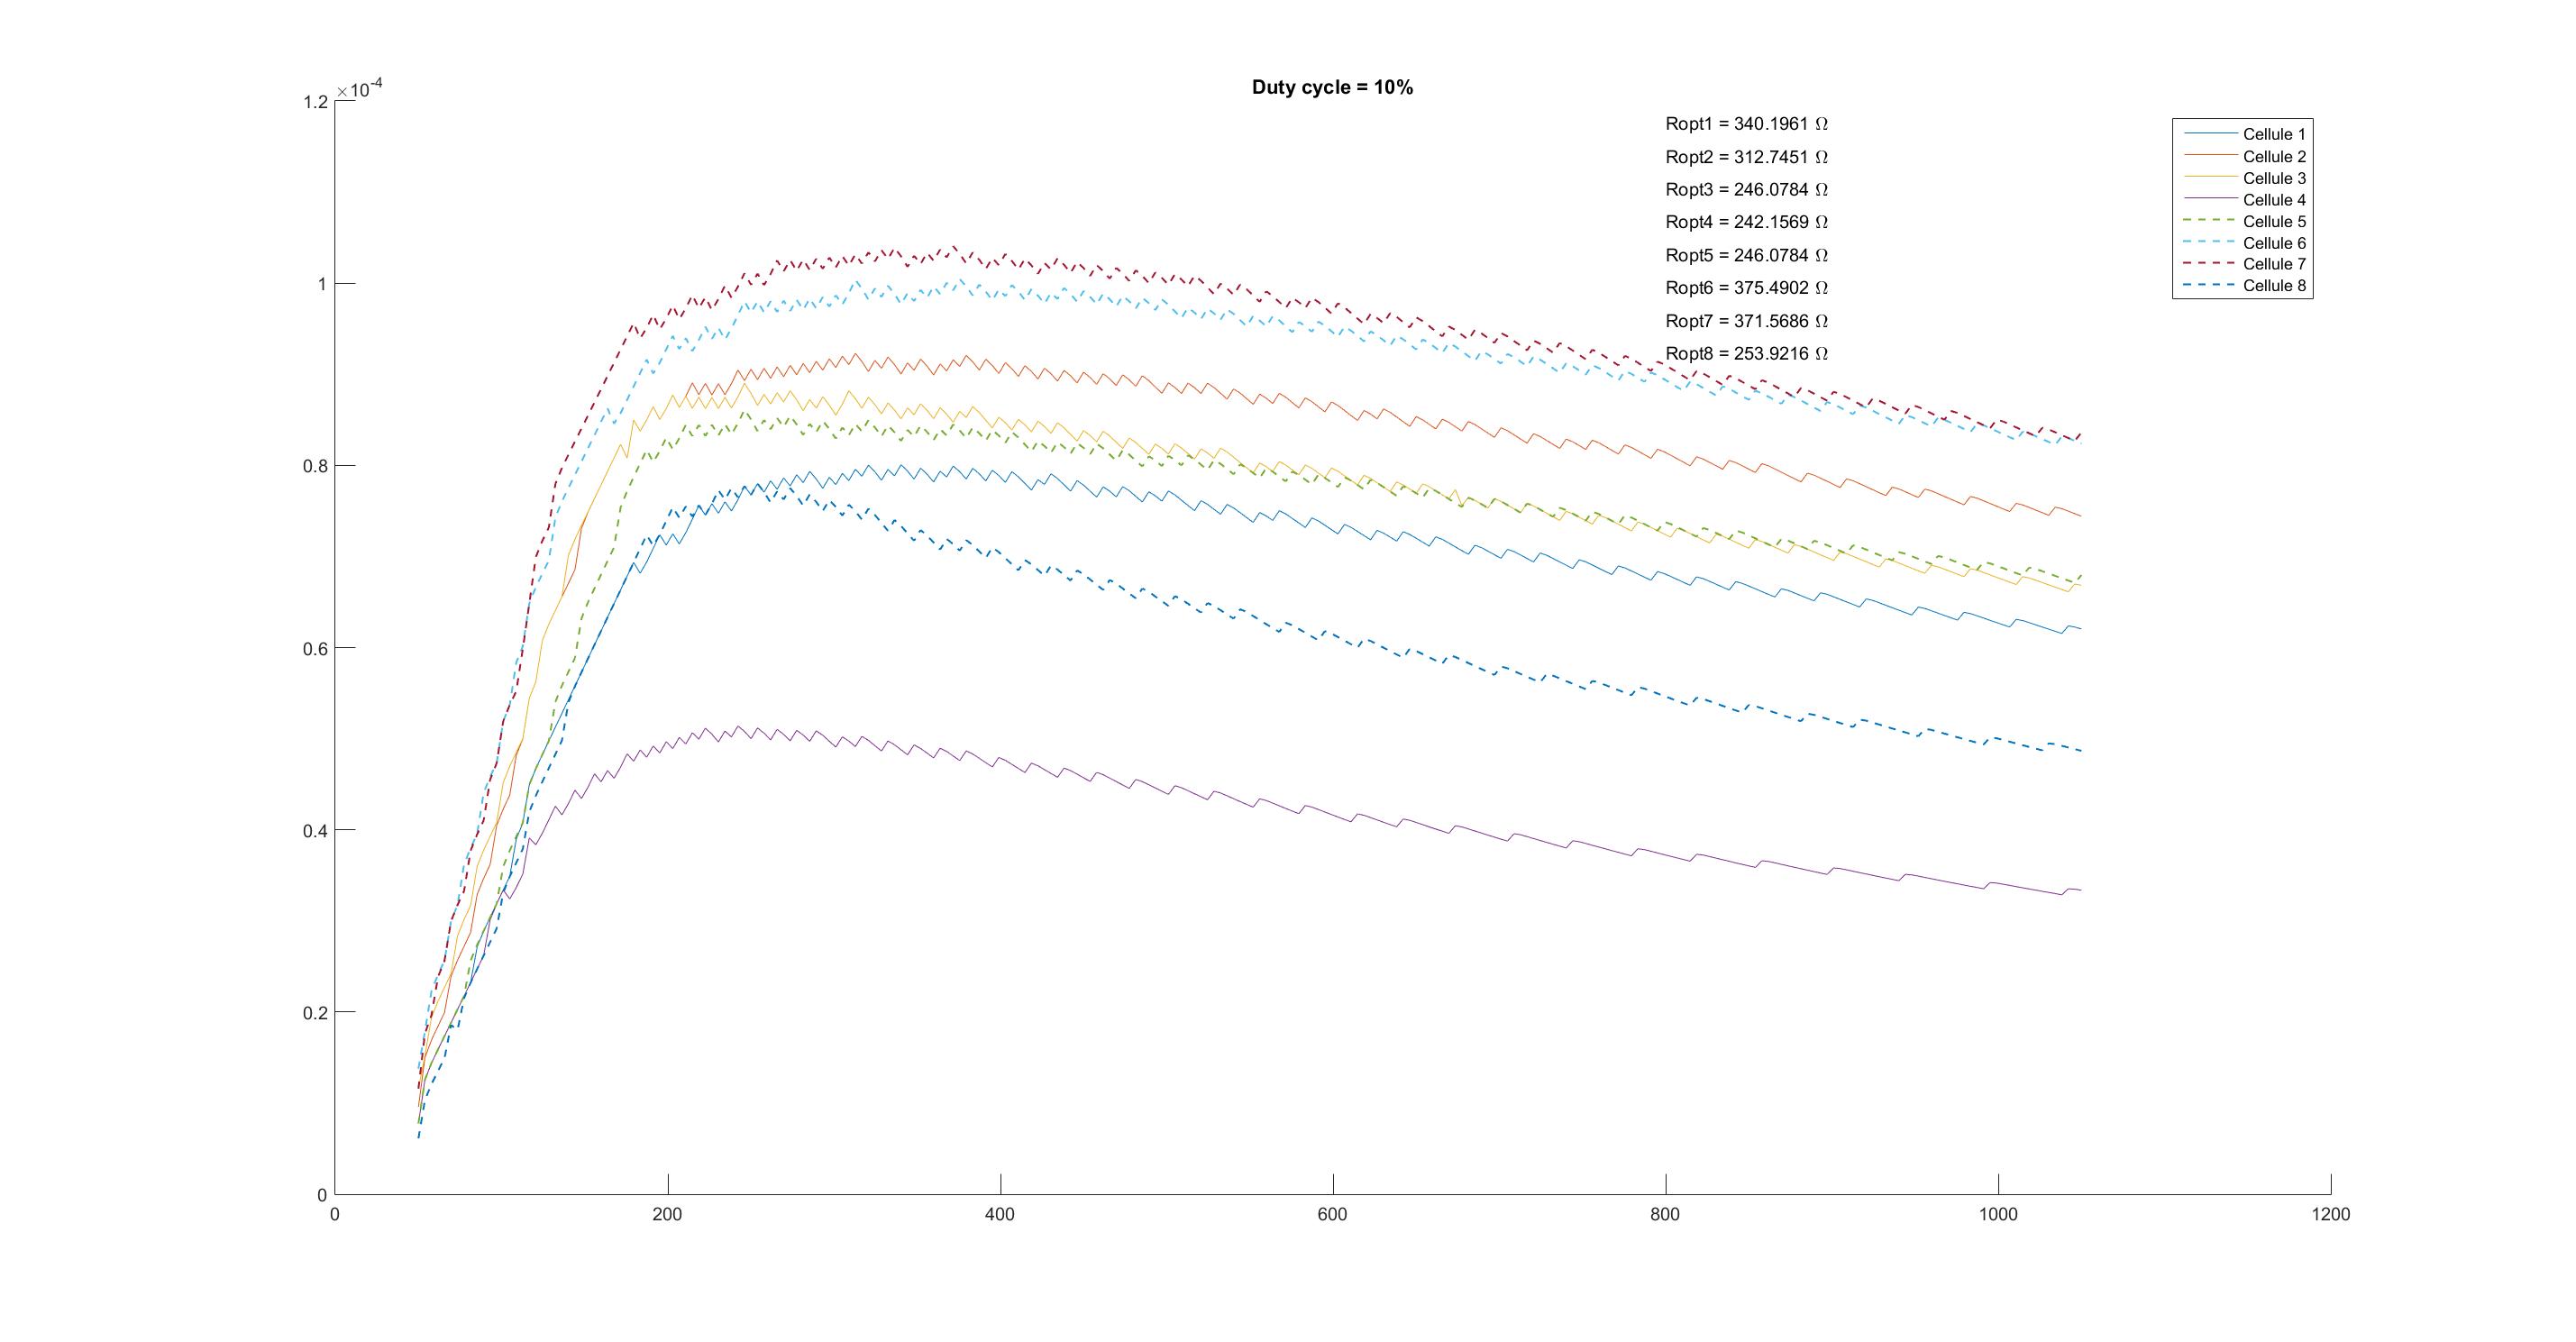 Duty cycle = 10%
×10-4
1.2
1
0.8
0.6
0.4
0.2
0
0 200 400 600 800 1000 1200
Ropt1 = 340.1961 Ω
Ropt2 = 312.7451 Ω
Ropt3 = 246.0784 Ω
Ropt4 = 242.1569 Ω
Ropt5 = 246.0784 Ω
Ropt6 = 375.4902 Ω
Ropt7 = 371.5686 Ω
Ropt8 = 253.9216 Ω
Cellule 1
Cellule 2
Cellule 3
Cellule 4
Cellule 5
Cellule 6
Cellule 7
Cellule 8